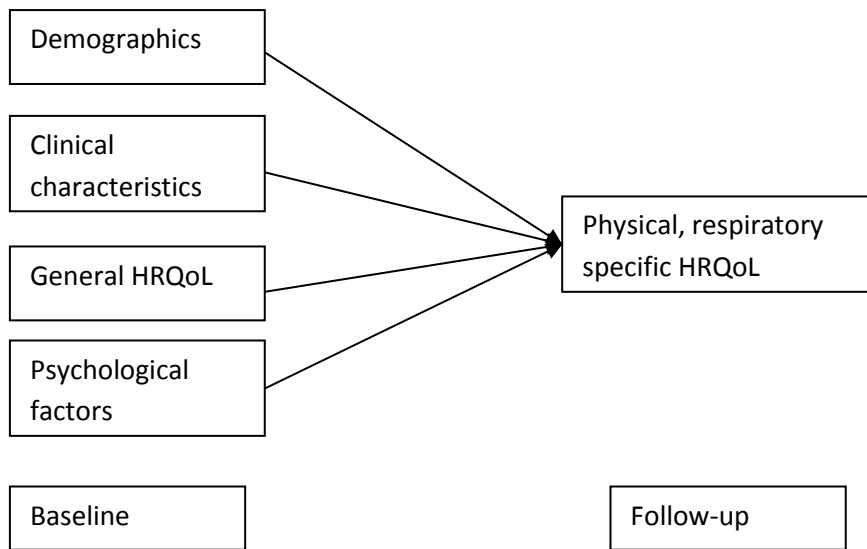 Demographics
Clinical
characteristics
General HRQoL
Psychological
factors
Physical, respiratory
specific HRQoL
Baseline
Follow-up